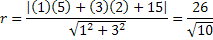 r = |(1)(5) + (3)(2) + 15| / √(1² + 3²) = 26 / √10